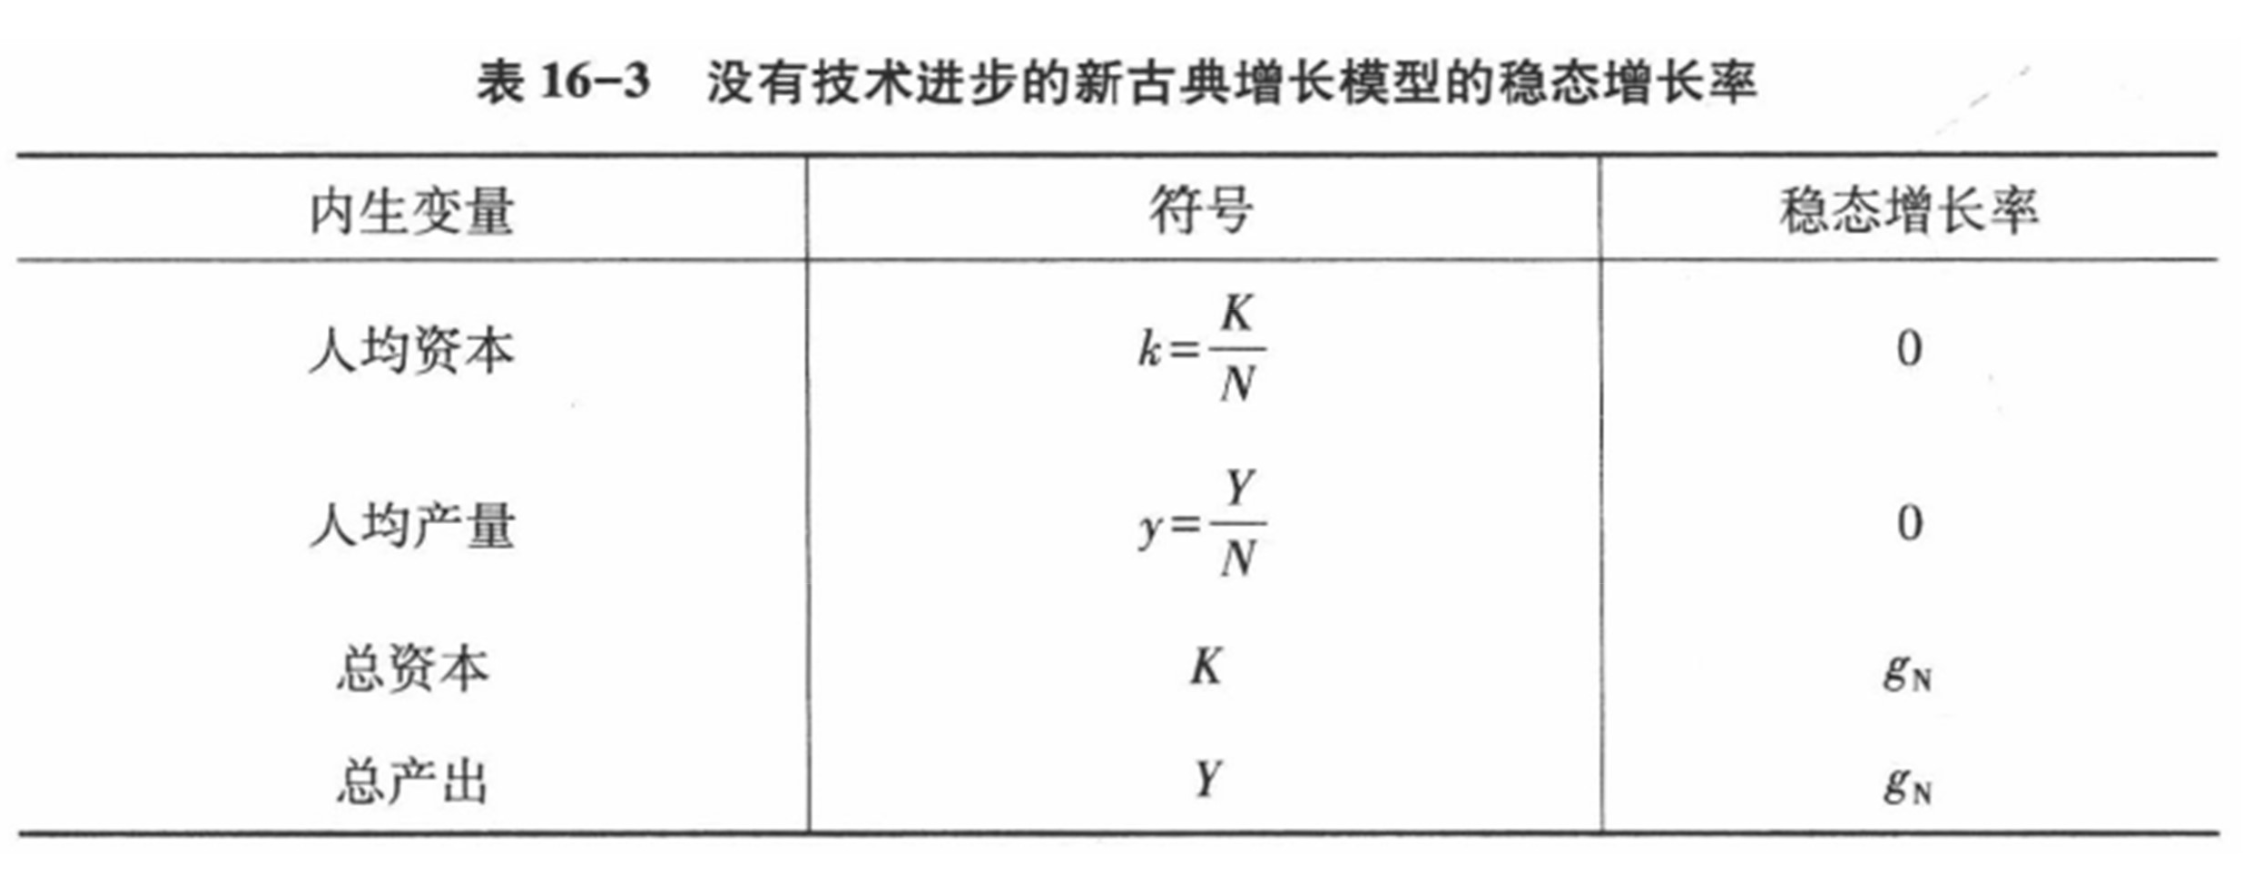 表 16-3 没有技术进步的新古典增长模型的稳态增长率
内生变量 符号 稳态增长率
人均资本 k=K/N 0
人均产量 y=Y/N 0
总资本 K gN
总产出 Y gN